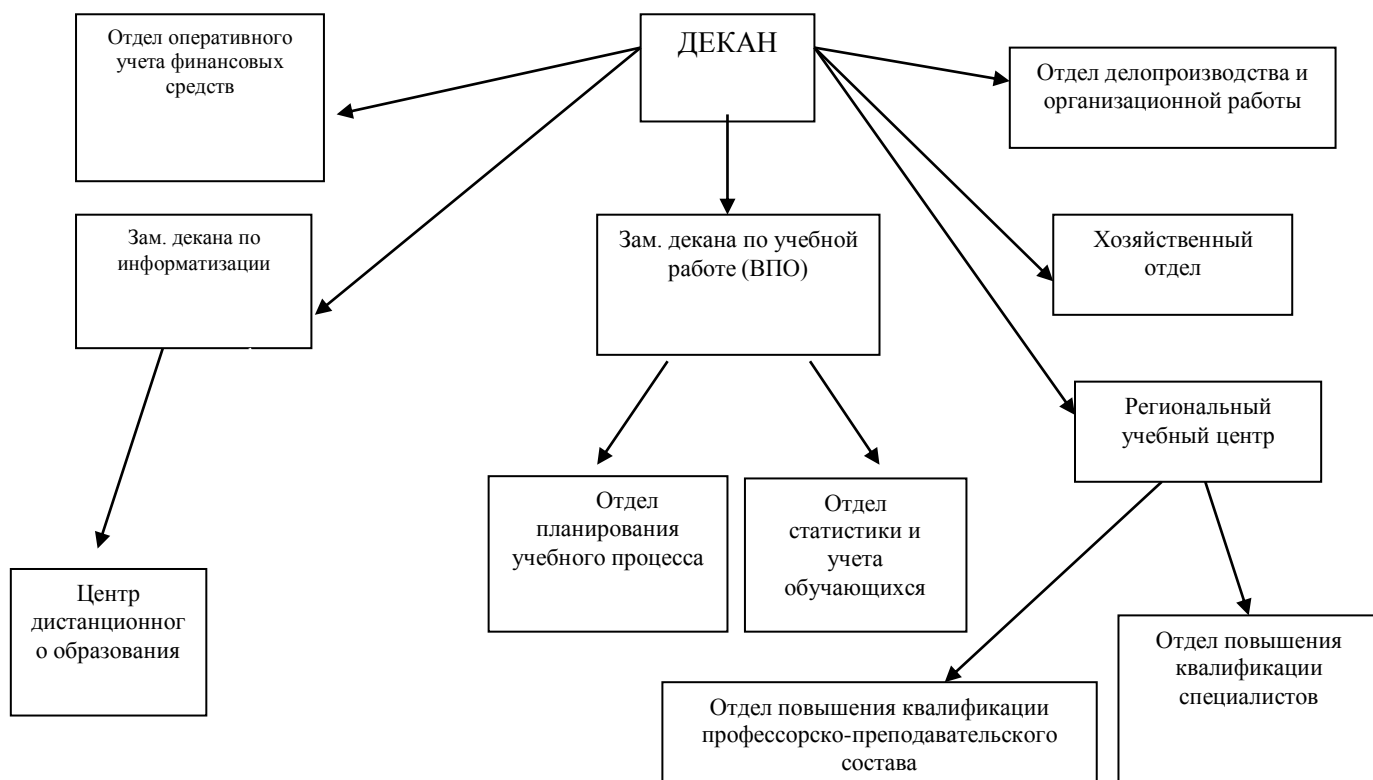 Отдел оперативного
учета финансовых
средств
ДЕКАН
Отдел делопроизводства и
организационной работы
Зам. декана по
информатизации
Зам. декана по учебной
работе (ВПО)
Хозяйственный
отдел
Региональный
учебный центр
Отдел
планирования
учебного процесса
Отдел
статистики и
учета
обучающихся
Центр
дистанционног
о образования
Отдел повышения
квалификации
специалистов
Отдел повышения квалификации
профессорско-преподавательского
состава